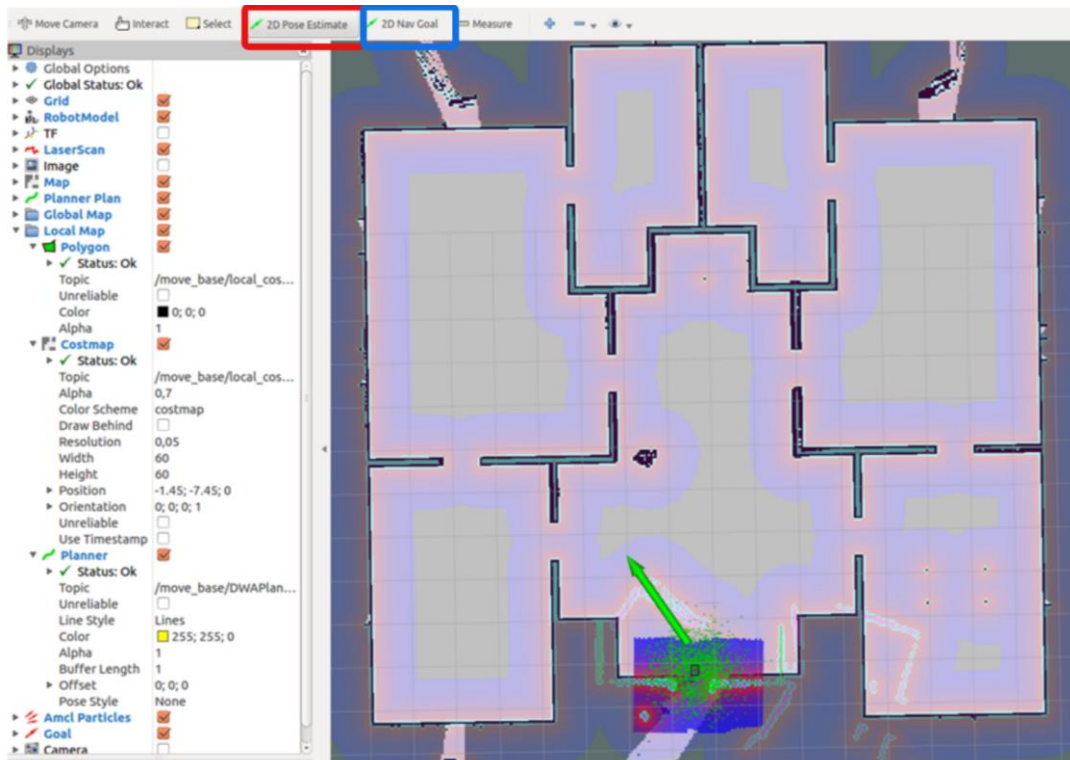 Move Camera Interact Select 2D Pose Estimate 2D Nav Goal Measure
Displays
Global Options
Global Status: Ok
Grid
RobotModel
TF
LaserScan
Image
Map
Planner Plan
Global Map
Local Map
Polygon
Status: Ok
Topic /move_base/local_cos...
Unreliable
Color 0; 0; 0
Alpha 1
Costmap
Status: Ok
Topic /move_base/local_cos...
Alpha 0,7
Color Scheme costmap
Draw Behind
Resolution 0,05
Width 60
Height 60
Position -1.45; -7.45; 0
Orientation 0; 0; 0; 1
Unreliable
Use Timestamp
Planner
Status: Ok
Topic /move_base/DWAPlan...
Unreliable
Line Style Lines
Color 255; 255; 0
Alpha 1
Buffer Length 1
Offset 0; 0; 0
Pose Style None
Amcl Particles
Goal
Camera